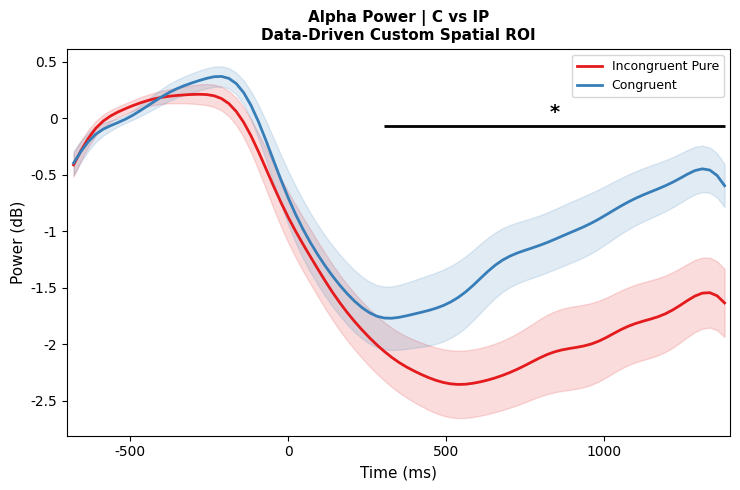 Alpha Power | C vs IP
Data-Driven Custom Spatial ROI
Incongruent Pure
Congruent
*
0.5
0
-0.5
-1
-1.5
-2
-2.5
Power (dB)
-500
0
500
1000
Time (ms)